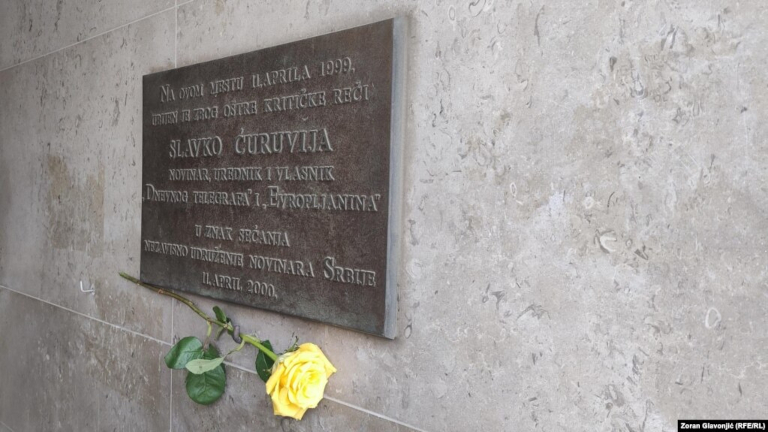 NA OVOM MESTU 11. APRILA 1999.
UBIJEN JE ZBOG OŠTRE KRITIČKE REČI
SLAVKO ĆURUVIJA
NOVINAR, UREDNIK I VLASNIK
„DNEVNOG TELEGRAFA” I „EVROPLJANINA”
U ZNAK SEĆANJA
NEZAVISNO UDRUŽENJE NOVINARA SRBIJE
11. APRIL 2000.
Zoran Glavonjić (RFE/RL)